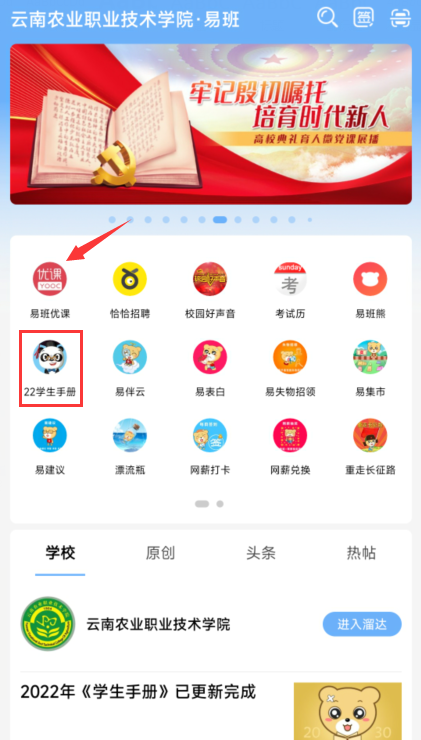 云南农业职业技术学院·易班
签
牢记殷切嘱托
培育时代新人
高校典礼育人微党课展播
优课
YOOC
sunday
考
易班优课
恰恰招聘
校园好声音
考试历
易班熊
22学生手册
易伴云
易表白
易失物招领
易集市
易建议
漂流瓶
网薪打卡
网薪兑换
重走长征路
学校
原创
头条
热帖
云南农业职业技术学院
进入溜达
2022年《学生手册》已更新完成